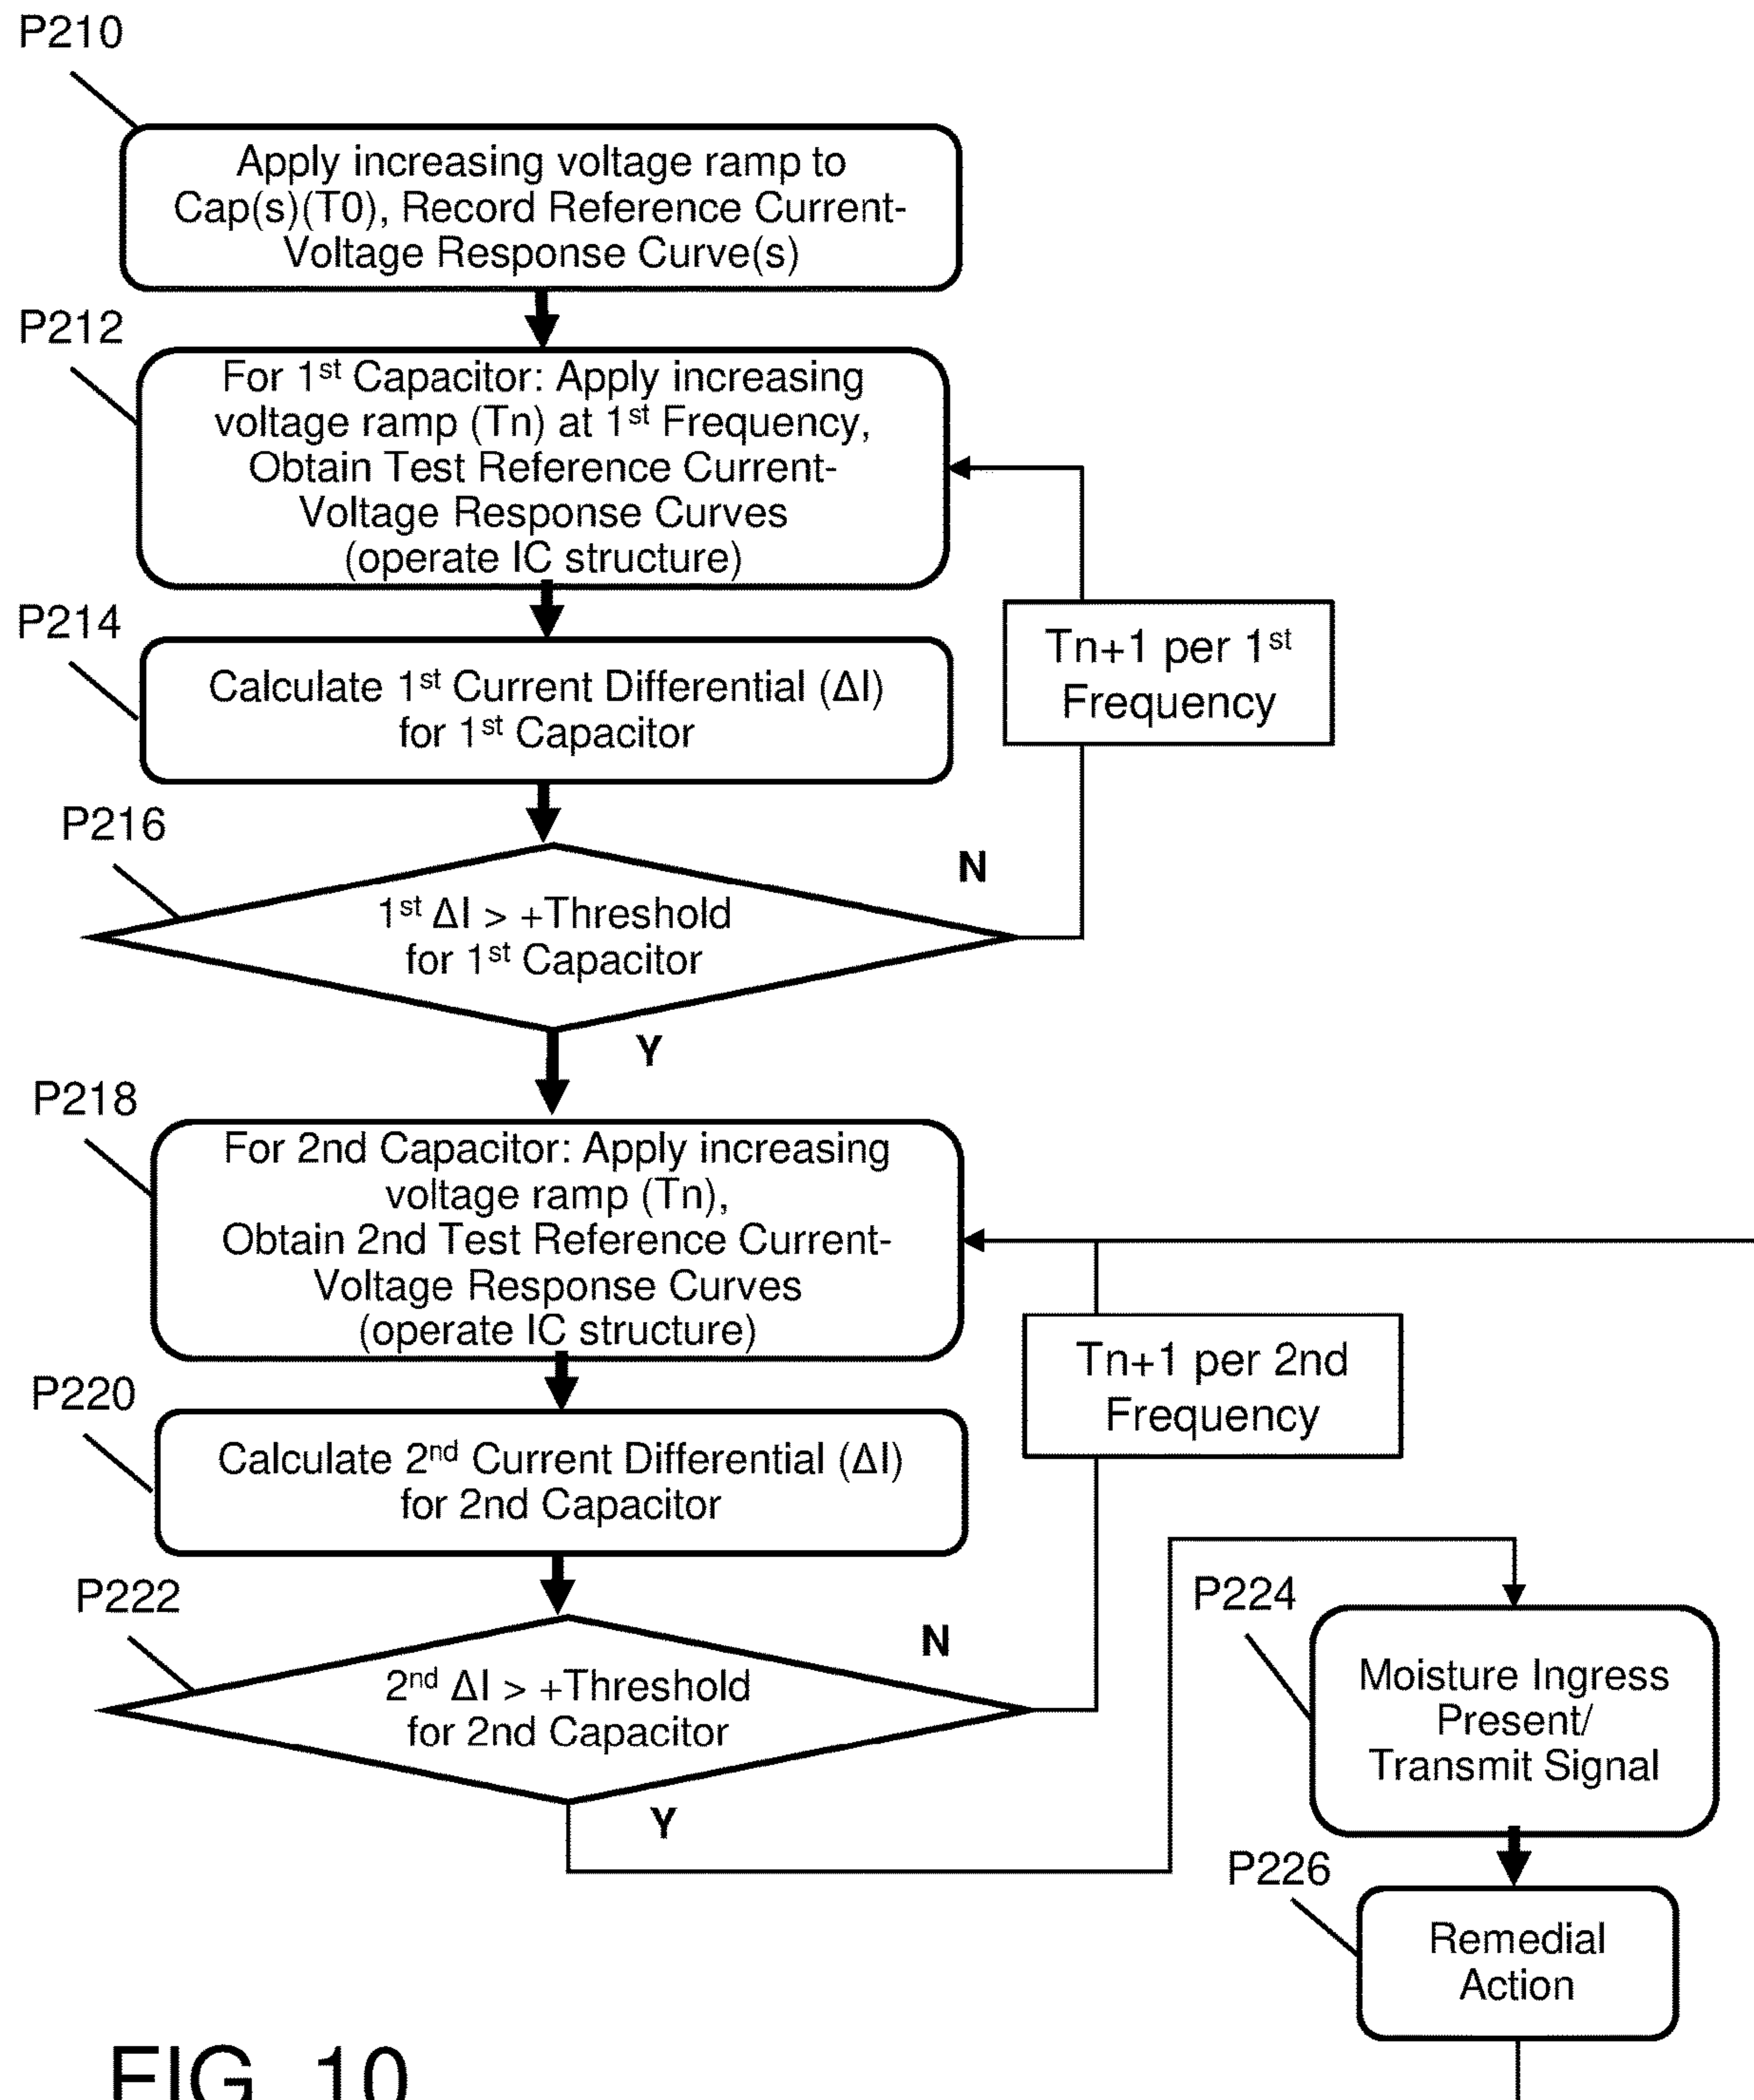 P210
Apply increasing voltage ramp to
Cap(s)(T0), Record Reference Current-
Voltage Response Curve(s)
P212
For 1st Capacitor: Apply increasing
voltage ramp (Tn) at 1st Frequency,
Obtain Test Reference Current-
Voltage Response Curves
(operate IC structure)
Tn+1 per 1st
Frequency
P214
Calculate 1st Current Differential (ΔI)
for 1st Capacitor
P216
N
1st ΔI > +Threshold
for 1st Capacitor
Y
P218
For 2nd Capacitor: Apply increasing
voltage ramp (Tn),
Obtain 2nd Test Reference Current-
Voltage Response Curves
(operate IC structure)
Tn+1 per 2nd
Frequency
P220
Calculate 2nd Current Differential (ΔI)
for 2nd Capacitor
P222
N
2nd ΔI > +Threshold
for 2nd Capacitor
Y
P224
Moisture Ingress
Present/
Transmit Signal
P226
Remedial
Action
FIG. 10